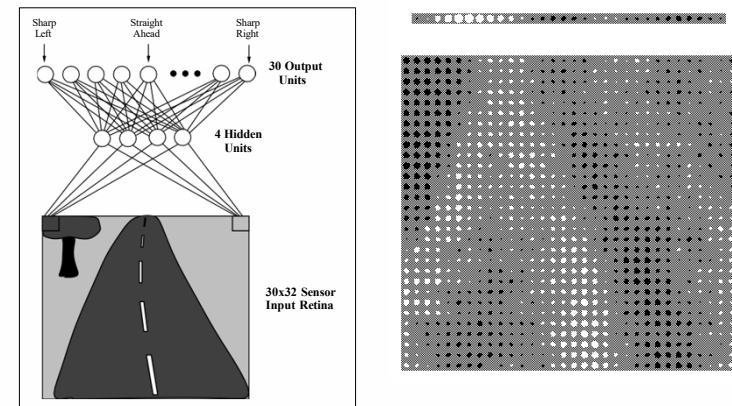 Sharp
Left
Straight
Ahead
Sharp
Right
30 Output
Units
4 Hidden
Units
30x32 Sensor
Input Retina